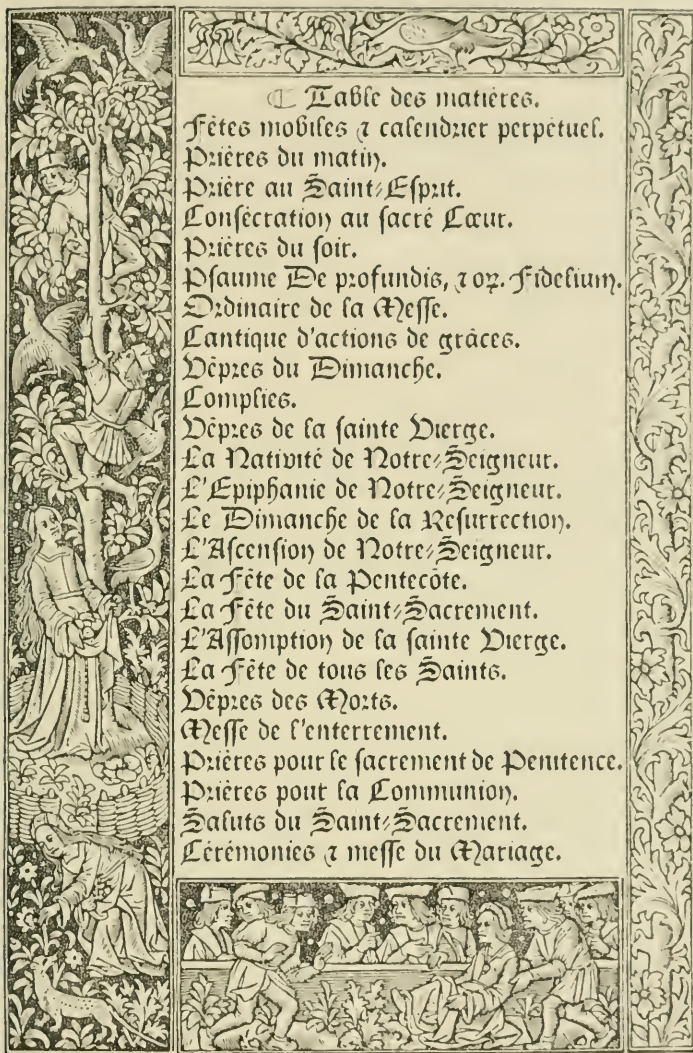 ⁋ Table des matières.
Fêtes mobiles ⁊ calendrier perpétuel.
Prières du matin.
Prière au Saint-Esprit.
Consécration au sacré Cœur.
Prières du soir.
Psaume De profundis, ⁊ oꝛ. Fidelium.
Ordinaire de la Messe.
Cantique d'actions de grâces.
Vêpres du Dimanche.
Complies.
Vêpres de la sainte Vierge.
La Nativité de Notre-Seigneur.
L'Epiphanie de Notre-Seigneur.
Le Dimanche de la Resurrection.
L'Ascension de Notre-Seigneur.
La Fête de la Pentecôte.
La Fête du Saint-Sacrement.
L'Assomption de la sainte Vierge.
La Fête de tous les Saints.
Vêpres des Morts.
Messe de l'enterrement.
Prières pour le sacrement de Penitence.
Prières pour la Communion.
Saluts du Saint-Sacrement.
Cérémonies ⁊ messe du Mariage.